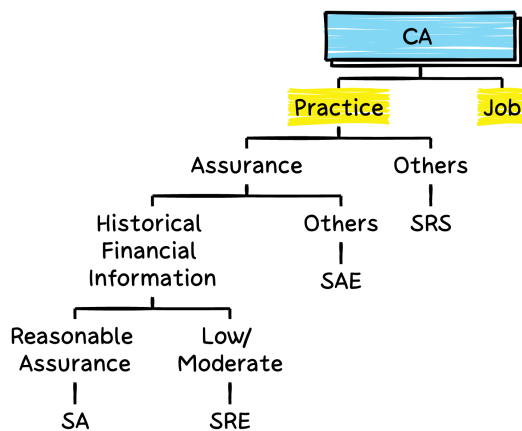 CA
Practice
Job
Assurance
Others
Historical
Financial
Information
Others
SRS
SAE
Reasonable
Assurance
Low/
Moderate
SA
SRE